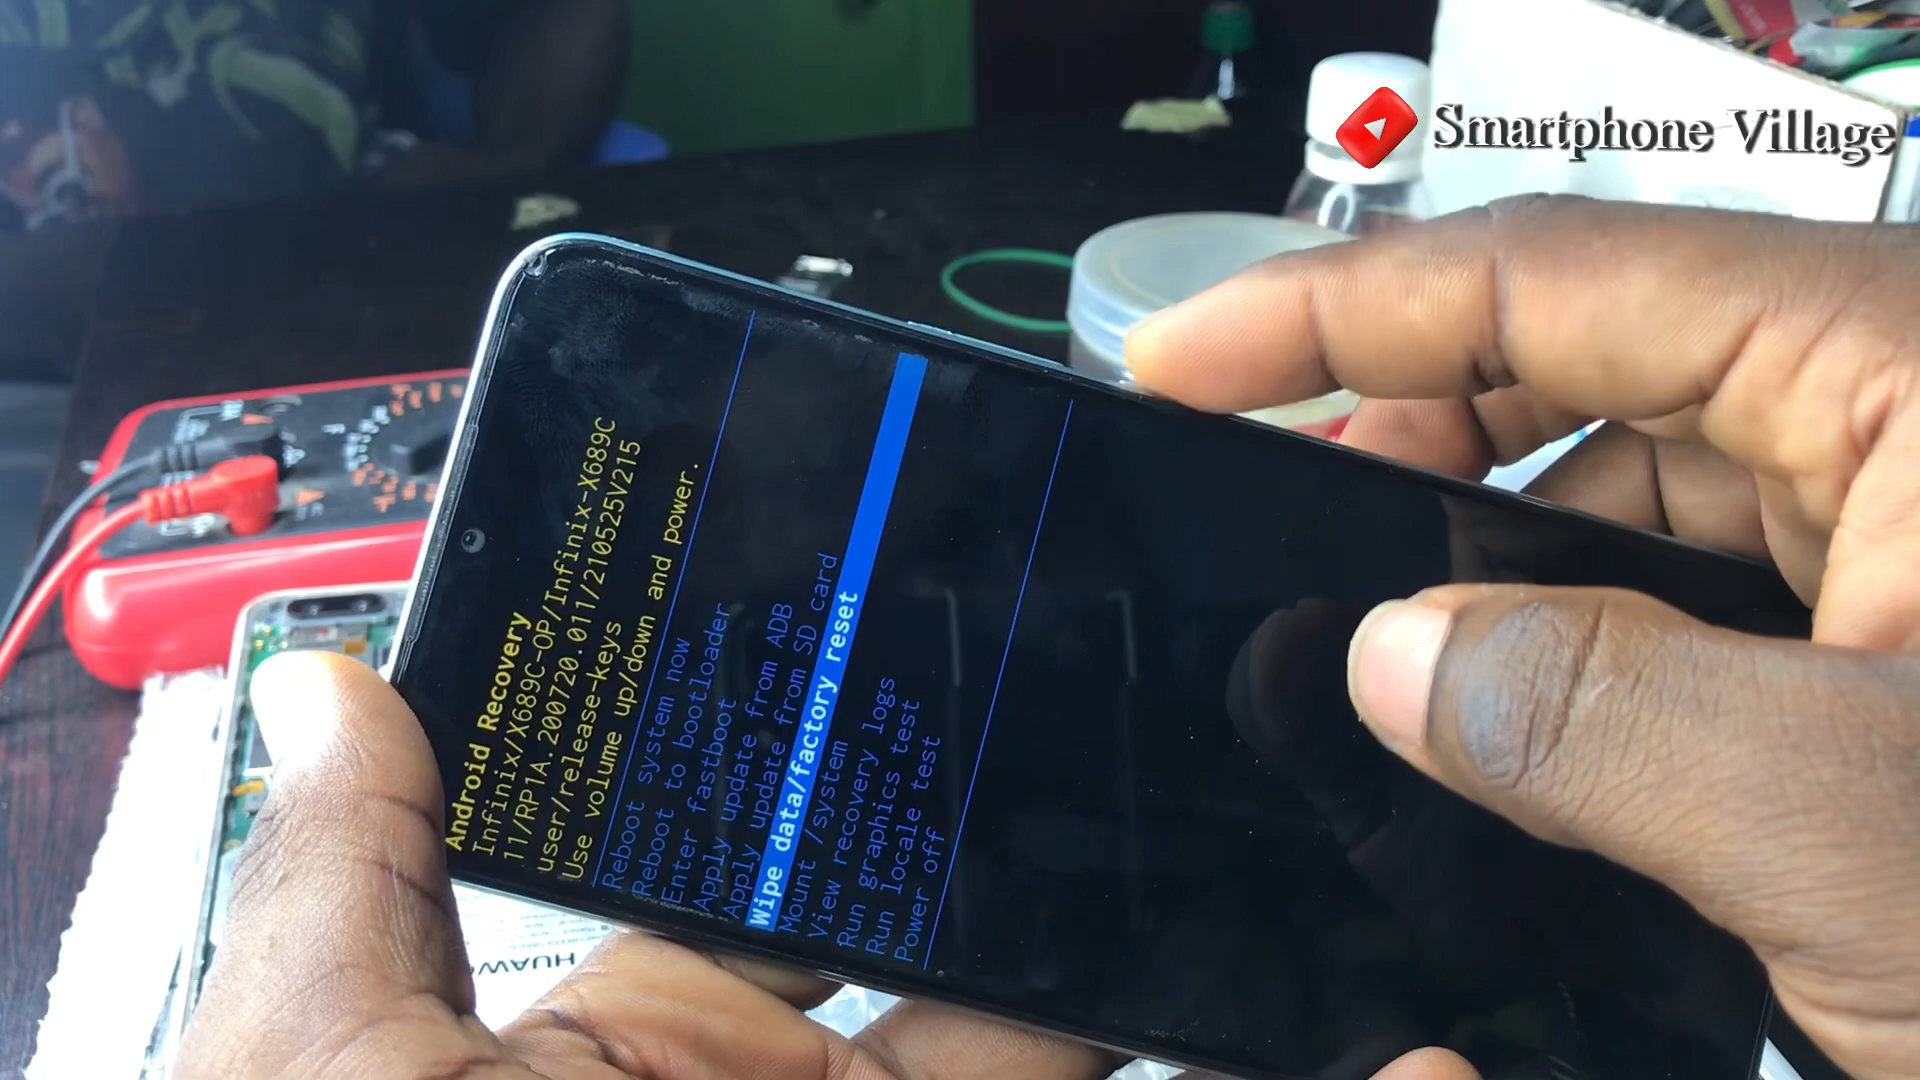 Smartphone Village
Android Recovery
Infinix/X689C-OP/Infinix-X689C
11/RP1A.200720.011/210525V215
user/release-keys
Use volume up/down and power.
Reboot system now
Reboot to bootloader
Enter fastboot
Apply update from ADB
Apply update from SD card
Wipe data/factory reset
Mount /system
View recovery logs
Run graphics test
Run locale test
Power off